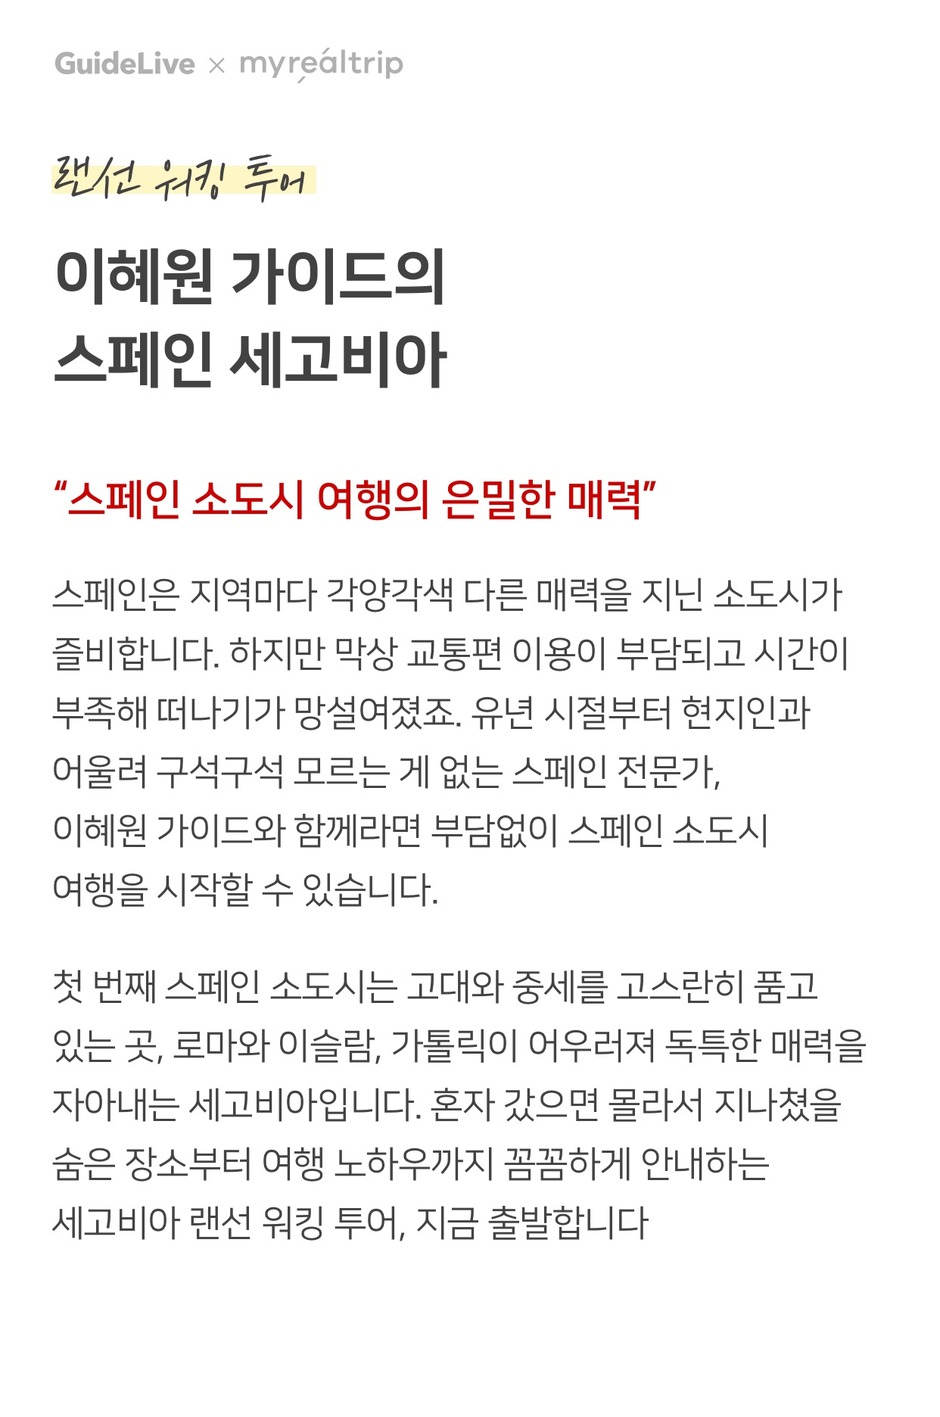 GuideLive × myreáltrip
랜선 워킹 투어
이혜원 가이드의
스페인 세고비아
“스페인 소도시 여행의 은밀한 매력”
스페인은 지역마다 각양각색 다른 매력을 지닌 소도시가
즐비합니다. 하지만 막상 교통편 이용이 부담되고 시간이
부족해 떠나기가 망설여졌죠. 유년 시절부터 현지인과
어울려 구석구석 모르는 게 없는 스페인 전문가,
이혜원 가이드와 함께라면 부담없이 스페인 소도시
여행을 시작할 수 있습니다.
첫 번째 스페인 소도시는 고대와 중세를 고스란히 품고
있는 곳, 로마와 이슬람, 가톨릭이 어우러져 독특한 매력을
자아내는 세고비아입니다. 혼자 갔으면 몰라서 지나쳤을
숨은 장소부터 여행 노하우까지 꼼꼼하게 안내하는
세고비아 랜선 워킹 투어, 지금 출발합니다